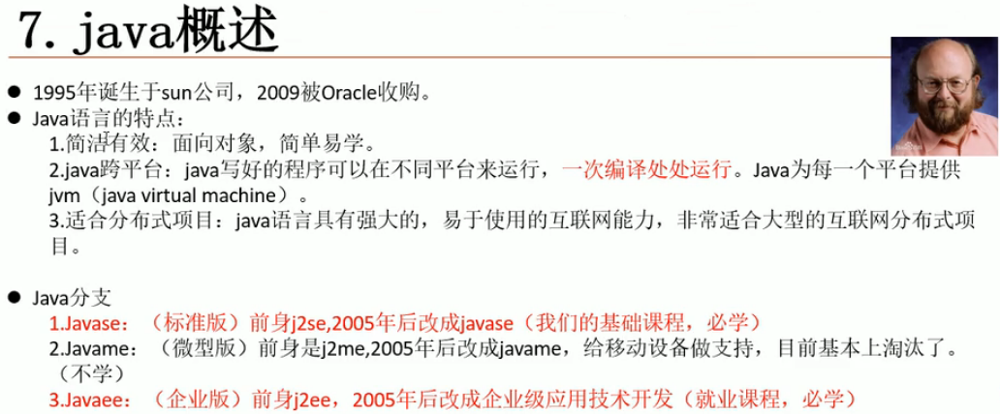 7. java概述
● 1995年诞生于sun公司，2009被Oracle收购。
● Java语言的特点：
1.简洁有效：面向对象，简单易学。
2.java跨平台：java写好的程序可以在不同平台来运行，一次编译处处运行。Java为每一个平台提供
jvm（java virtual machine）。
3.适合分布式项目：java语言具有强大的，易于使用的互联网能力，非常适合大型的互联网分布式项
目。
● Java分支
1.Javase：（标准版）前身j2se,2005年后改成javase（我们的基础课程，必学）
2.Javame：（微型版）前身是j2me,2005年后改成javame，给移动设备做支持，目前基本上淘汰了。
（不学）
3.Javaee：（企业版）前身j2ee，2005年后改成企业级应用技术开发（就业课程，必学）